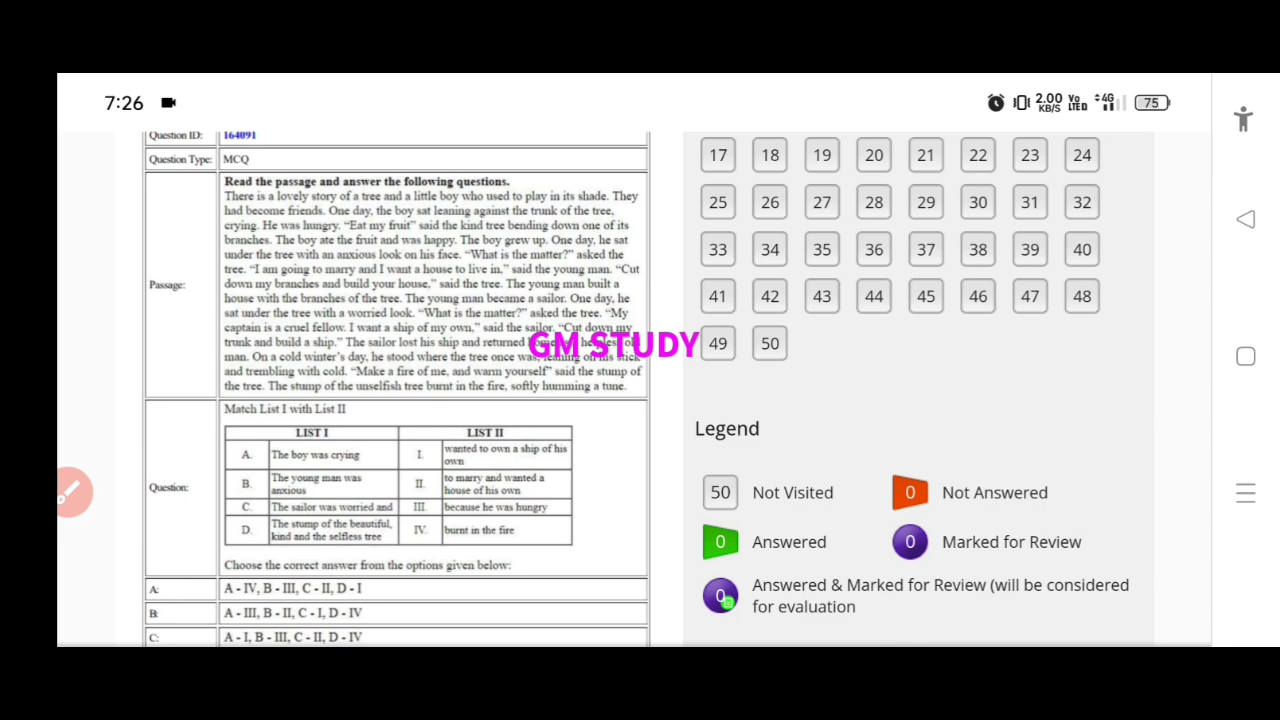 7:26
2.00 KB/S Vo LTE 4G 75
Question ID: 164091
Question Type: MCQ
Passage:
Read the passage and answer the following questions.
There is a lovely story of a tree and a little boy who used to play in its shade. They
had become friends. One day, the boy sat leaning against the trunk of the tree,
crying. He was hungry. “Eat my fruit” said the kind tree bending down one of its
branches. The boy ate the fruit and was happy. The boy grew up. One day, he sat
under the tree with an anxious look on his face. “What is the matter?” asked the
tree. “I am going to marry and I want a house to live in,” said the young man. “Cut
down my branches and build your house,” said the tree. The young man built a
house with the branches of the tree. The young man became a sailor. One day, he
sat under the tree with a worried look. “What is the matter?” asked the tree. “My
captain is a cruel fellow. I want a ship of my own,” said the sailor. “Cut down my
trunk and build a ship.” The sailor lost his ship and returned
man. On a cold winter’s day, he stood where the tree once was, leaning on his stick
and trembling with cold. “Make a fire of me, and warm yourself” said the stump of
the tree. The stump of the unselfish tree burnt in the fire, softly humming a tune.
GM STUDY
Question:
Match List I with List II
LIST I LIST II
A. The boy was crying I. wanted to own a ship of his own
B. The young man was anxious II. to marry and wanted a house of his own
C. The sailor was worried and III. because he was hungry
D. The stump of the beautiful, kind and the selfless tree IV. burnt in the fire
Choose the correct answer from the options given below:
A: A - IV, B - III, C - II, D - I
B: A - III, B - II, C - I, D - IV
C: A - I, B - III, C - II, D - IV
17 18 19 20 21 22 23 24
25 26 27 28 29 30 31 32
33 34 35 36 37 38 39 40
41 42 43 44 45 46 47 48
49 50
Legend
50 Not Visited 0 Not Answered
0 Answered 0 Marked for Review
0 Answered & Marked for Review (will be considered
for evaluation